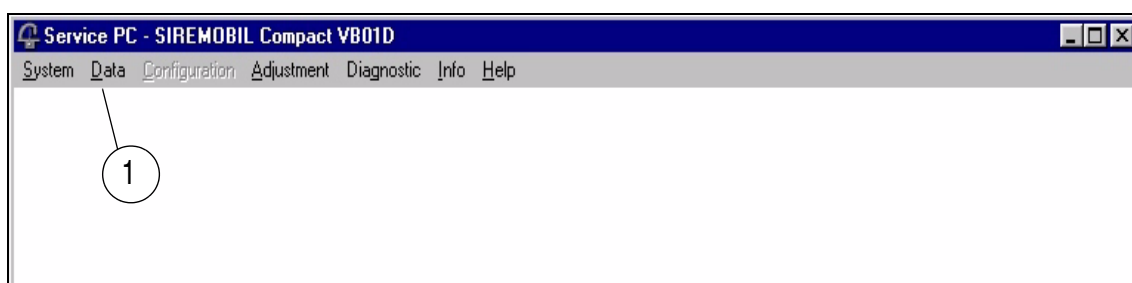 Service PC - SIREMOBIL Compact VB01D
System Data Configuration Adjustment Diagnostic Info Help
1